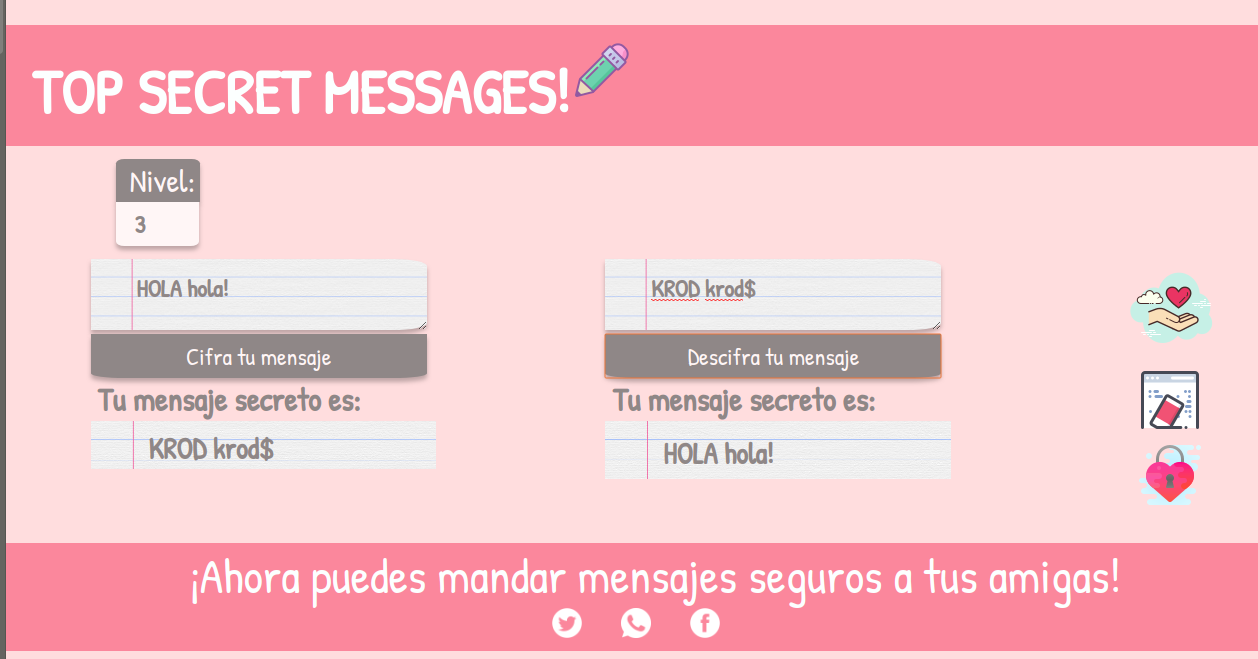 TOP SECRET MESSAGES!
Nivel:
3
HOLA hola!
Cifra tu mensaje
Tu mensaje secreto es:
KROD krod$
KROD krod$
Descifra tu mensaje
Tu mensaje secreto es:
HOLA hola!
¡Ahora puedes mandar mensajes seguros a tus amigas!